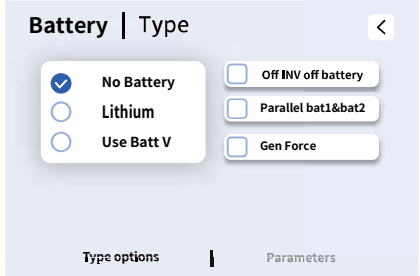 Battery | Type
No Battery
Lithium
Use Batt V
Off INV off battery
Parallel bat1&bat2
Gen Force
Type options | Parameters